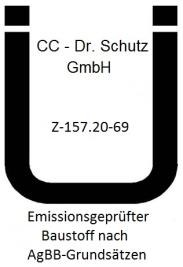 CC - Dr. Schutz
GmbH
Z-157.20-69
Emissionsgeprüfter
Baustoff nach
AgBB-Grundsätzen